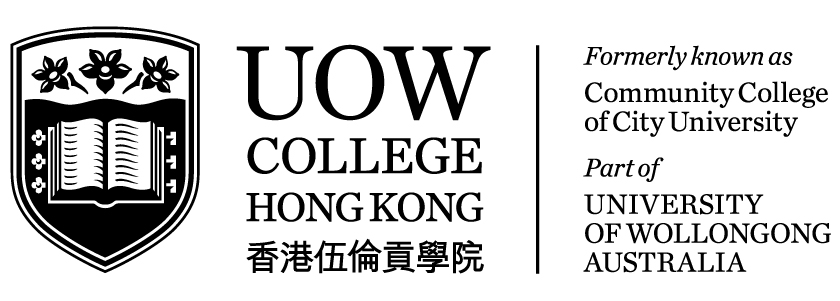 UOW
COLLEGE
HONG KONG
香港伍倫貢學院
Formerly known as
Community College
of City University
Part of
UNIVERSITY
OF WOLLONGONG
AUSTRALIA